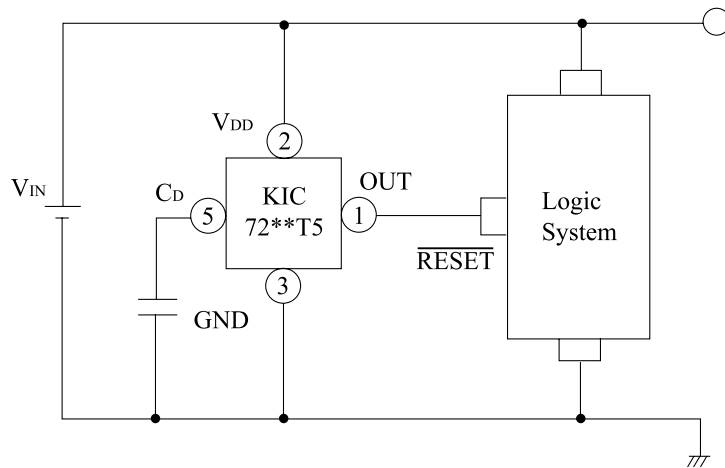 VDD
2
VIN
CD
5
KIC
72**T5
OUT
1
RESET
3
GND
Logic
System